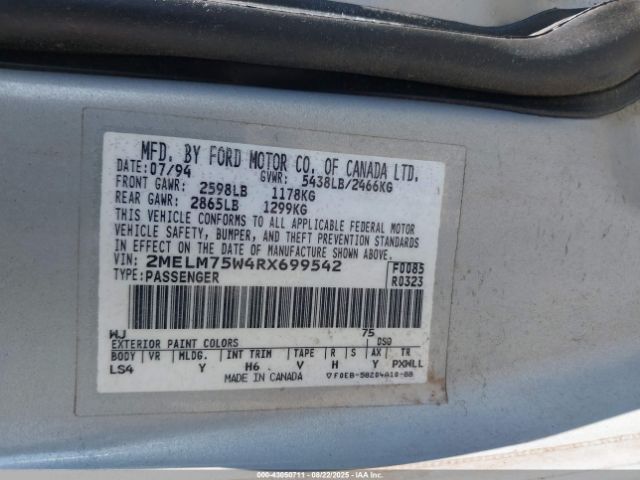 MFD. BY FORD MOTOR CO. OF CANADA LTD.
DATE: 07/94 GVWR: 5438LB/2466KG
FRONT GAWR: 2598LB 1178KG
REAR GAWR: 2865LB 1299KG
THIS VEHICLE CONFORMS TO ALL APPLICABLE FEDERAL MOTOR
VEHICLE SAFETY, BUMPER, AND THEFT PREVENTION STANDARDS
IN EFFECT ON THE DATE OF MANUFACTURE SHOWN ABOVE.
VIN: 2MELM75W4RX699542 F0085
TYPE: PASSENGER R0323
WJ 75
EXTERIOR PAINT COLORS DSO
BODY VR MLDG. INT TRIM TAPE R S AX TR
LS4 Y H6 V H Y PXWLL
MADE IN CANADA
000-43650711 - 08/22/2025 - IAAI.COM